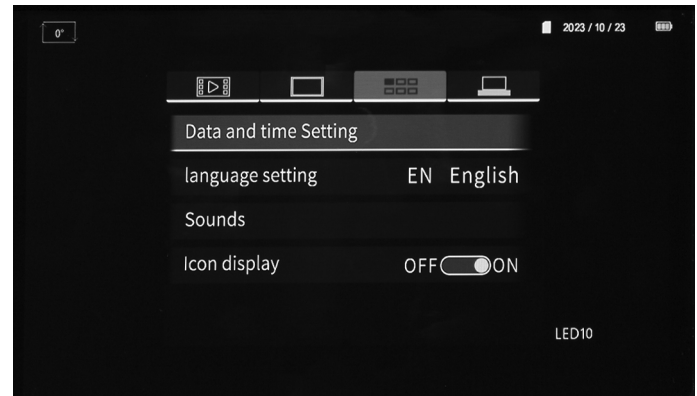 0°
2023 / 10 / 23
Data and time Setting
language setting EN English
Sounds
Icon display OFF ON
LED10